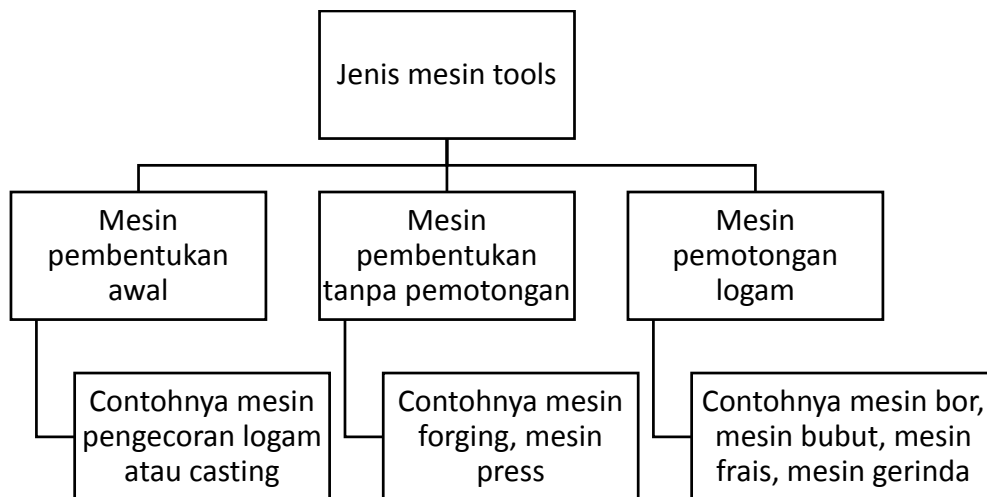 Jenis mesin tools
Mesin
pembentukan
awal
Mesin
pembentukan
tanpa pemotongan
Mesin
pemotongan
logam
Contohnya mesin
pengecoran logam
atau casting
Contohnya mesin
forging, mesin
press
Contohnya mesin bor,
mesin bubut, mesin
frais, mesin gerinda